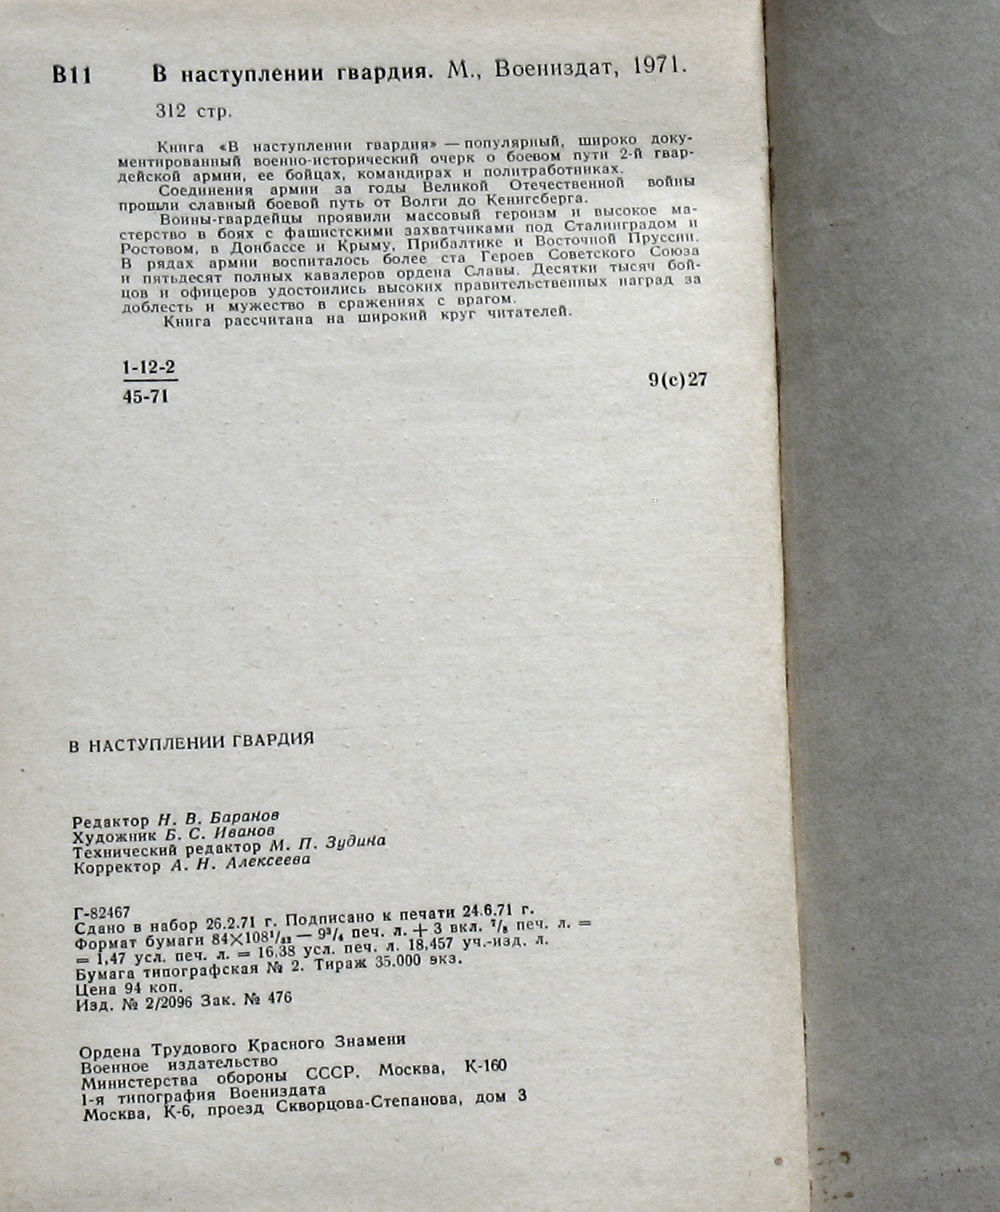 В11 В наступлении гвардия. М., Воениздат, 1971.
312 стр.
Книга «В наступлении гвардия» — популярный, широко доку-
ментированный военно-исторический очерк о боевом пути 2-й гвар-
дейской армии, ее бойцах, командирах и политработниках.
Соединения армии за годы Великой Отечественной войны
прошли славный боевой путь от Волги до Кенигсберга.
Воины-гвардейцы проявили массовый героизм и высокое ма-
стерство в боях с фашистскими захватчиками под Сталинградом и
Ростовом, в Донбассе и Крыму, Прибалтике и Восточной Пруссии.
В рядах армии воспиталось более ста Героев Советского Союза
и пятьдесят полных кавалеров ордена Славы. Десятки тысяч бой-
цов и офицеров удостоились высоких правительственных наград за
доблесть и мужество в сражениях с врагом.
Книга рассчитана на широкий круг читателей.
1-12-2
45-71
9(с)27
В НАСТУПЛЕНИИ ГВАРДИЯ
Редактор Н. В. Баранов
Художник Б. С. Иванов
Технический редактор М. П. Зудина
Корректор А. Н. Алексеева
Г-82467
Сдано в набор 26.2.71 г. Подписано к печати 24.6.71 г.
Формат бумаги 84×108¹/₃₂ — 9³/₄ печ. л. + 3 вкл. ⁷/₈ печ. л. =
= 1,47 усл. печ. л. = 16,38 усл. печ. л. 18,457 уч.-изд. л.
Бумага типографская № 2. Тираж 35.000 экз.
Цена 94 коп.
Изд. № 2/2096 Зак. № 476
Ордена Трудового Красного Знамени
Военное издательство
Министерства обороны СССР. Москва, К-160
1-я типография Воениздата
Москва, К-6, проезд Скворцова-Степанова, дом 3